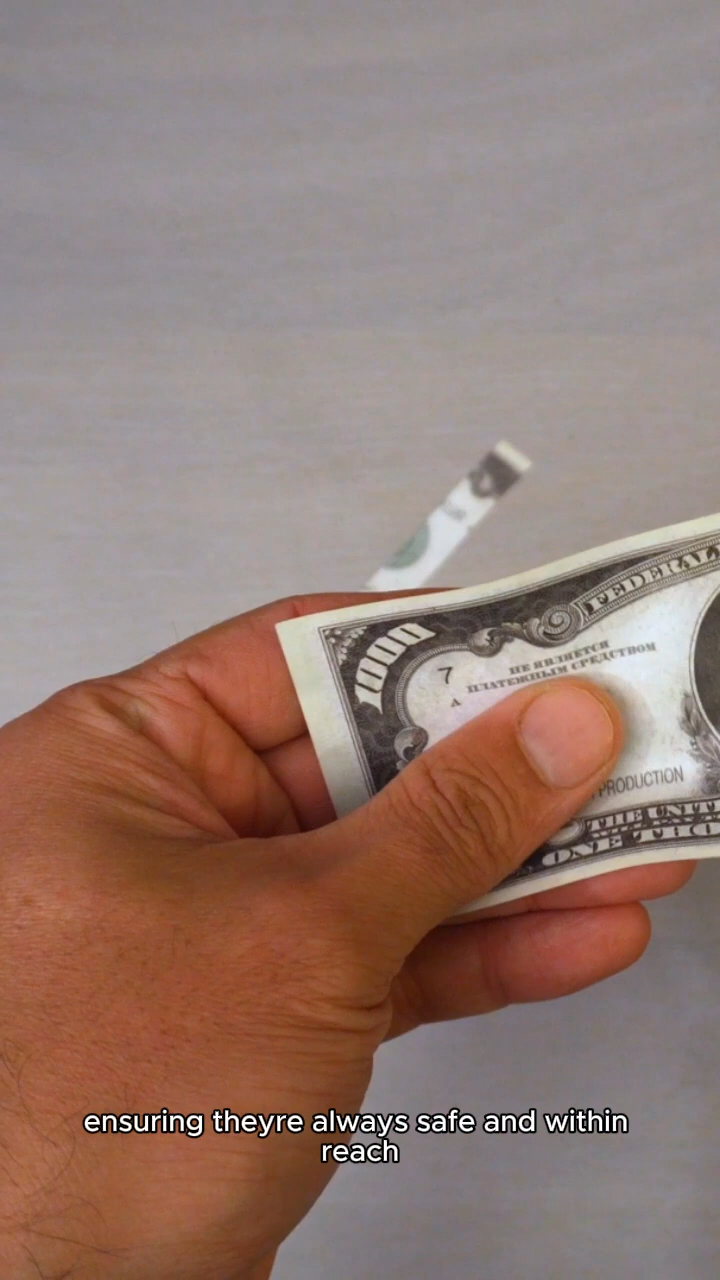 1000
FEDERAL
7
НЕ ЯВЛЯЕТСЯ
ПЛАТЕЖНЫМ СРЕДСТВОМ
А
PRODUCTION
THE UNIT
ONE THO
ensuring theyre always safe and within
reach